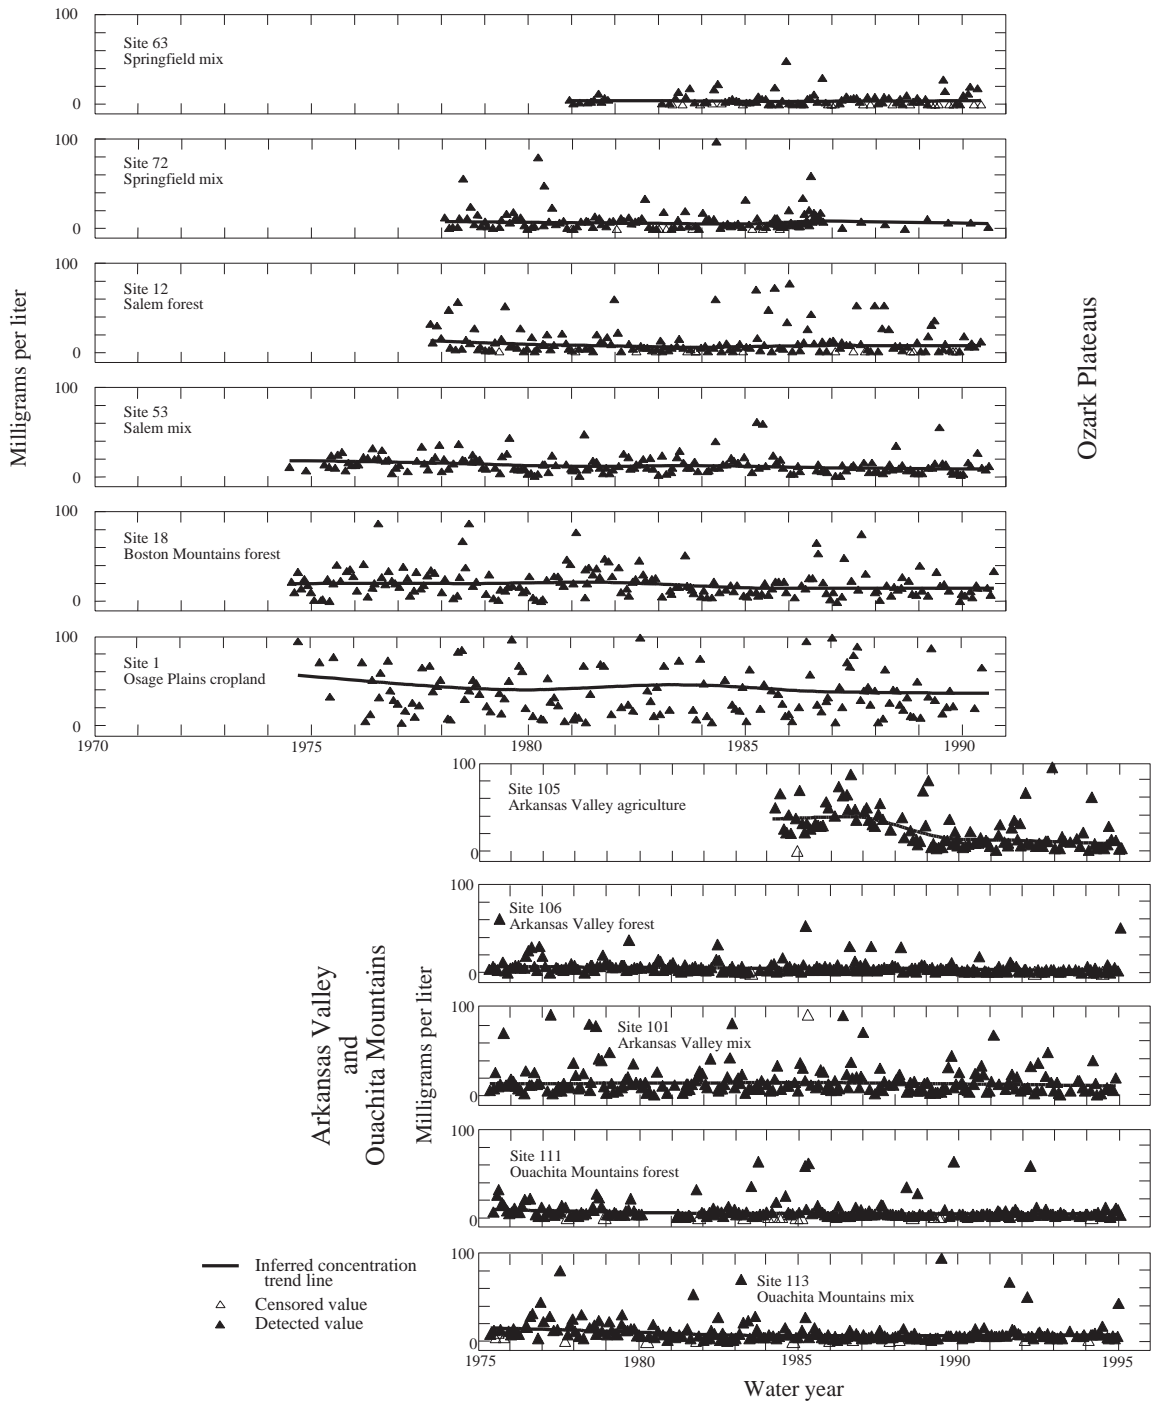 100
Site 63
Springfield mix
0
100
Site 72
Springfield mix
0
100
Site 12
Salem forest
0
100
Site 53
Salem mix
0
100
Site 18
Boston Mountains forest
0
100
Site 1
Osage Plains cropland
0
1970
1975
1980
1985
1990
Milligrams per liter
Ozark Plateaus
100
Site 105
Arkansas Valley agriculture
0
100
Site 106
Arkansas Valley forest
0
100
Site 101
Arkansas Valley mix
0
100
Site 111
Ouachita Mountains forest
0
100
Site 113
Ouachita Mountains mix
0
1975
1980
1985
1990
1995
Water year
Arkansas Valley
and
Ouachita Mountains
Milligrams per liter
Inferred concentration
trend line
Censored value
Detected value